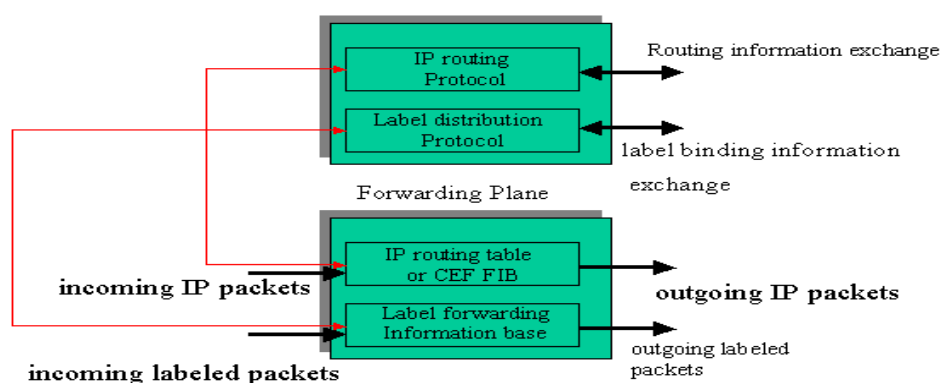 IP routing
Protocol
Routing information exchange
Label distribution
Protocol
label binding information
exchange
Forwarding Plane
IP routing table
or CEF FIB
incoming IP packets
outgoing IP packets
Label forwarding
Information base
outgoing labeled
packets
incoming labeled packets